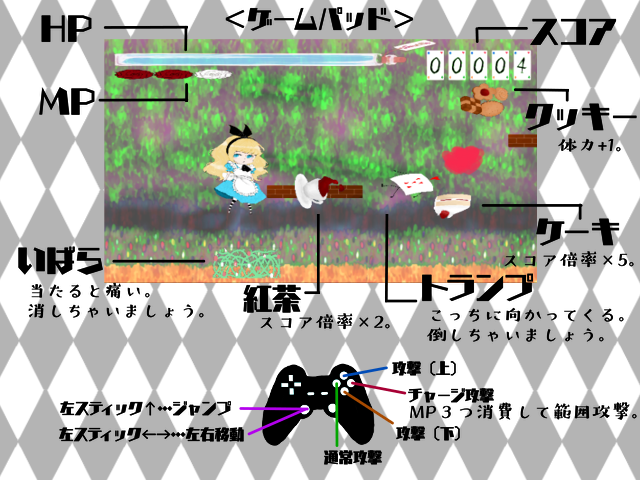 ＜ゲームパッド＞
HP
スコア
00004
MP
クッキー
体力+1。
ケーキ
スコア倍率×5。
いばら
当たると痛い。
消しちゃいましょう。
紅茶
スコア倍率×2。
トランプ
こっちに向かってくる。
倒しちゃいましょう。
攻撃〔上〕
チャージ攻撃
MP３つ消費して範囲攻撃。
左スティック↑…ジャンプ
左スティック←→…左右移動
攻撃〔下〕
通常攻撃